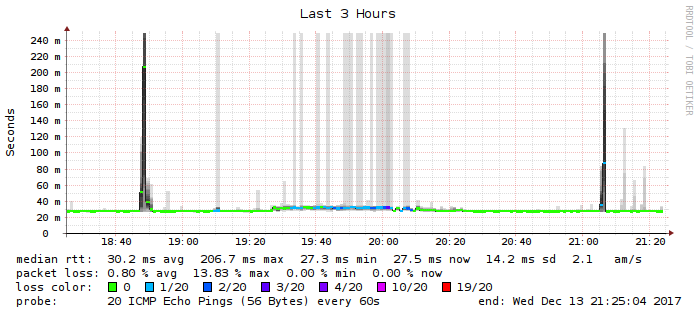 Last 3 Hours
RRDTOOL / TOBI OETIKER
Seconds
240 m
220 m
200 m
180 m
160 m
140 m
120 m
100 m
80 m
60 m
40 m
20 m
0
18:40 19:00 19:20 19:40 20:00 20:20 20:40 21:00 21:20
median rtt: 30.2 ms avg 206.7 ms max 27.3 ms min 27.5 ms now 14.2 ms sd 2.1 am/s
packet loss: 0.80 % avg 13.83 % max 0.00 % min 0.00 % now
loss color: 0 1/20 2/20 3/20 4/20 10/20 19/20
probe: 20 ICMP Echo Pings (56 Bytes) every 60s end: Wed Dec 13 21:25:04 2017